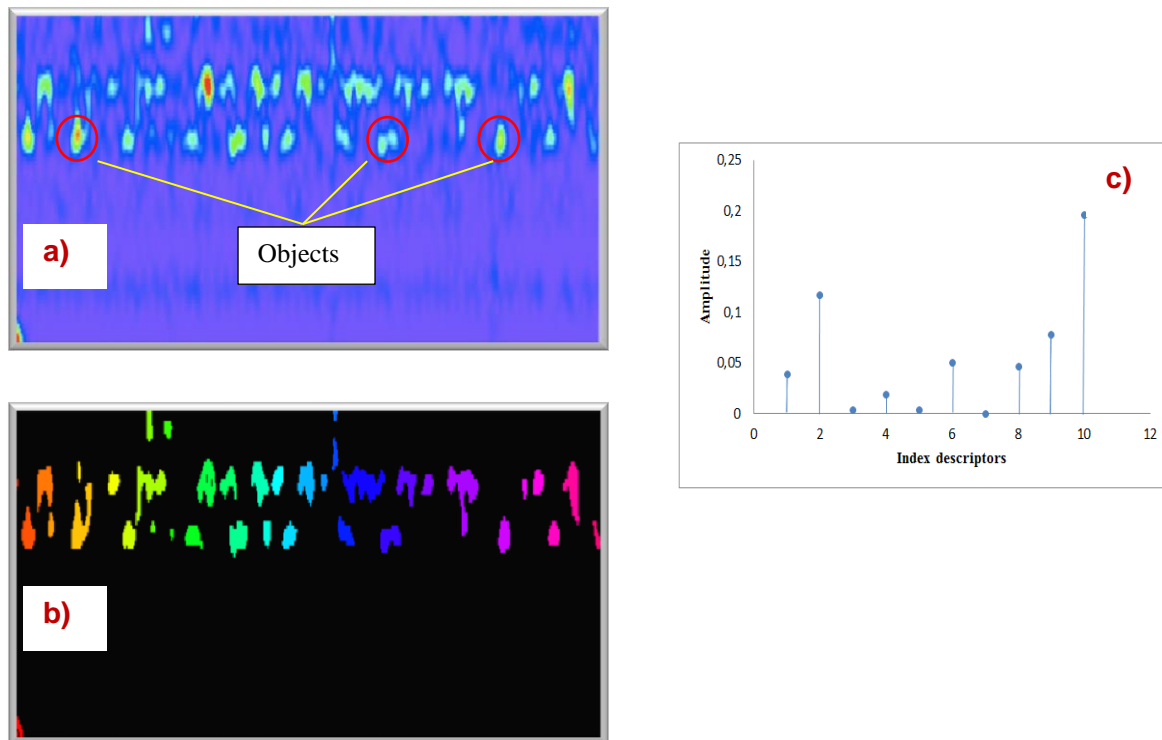 a)
Objects
b)
c)
0,25
0,2
0,15
0,1
0,05
0
Amplitude
0 2 4 6 8 10 12
Index descriptors